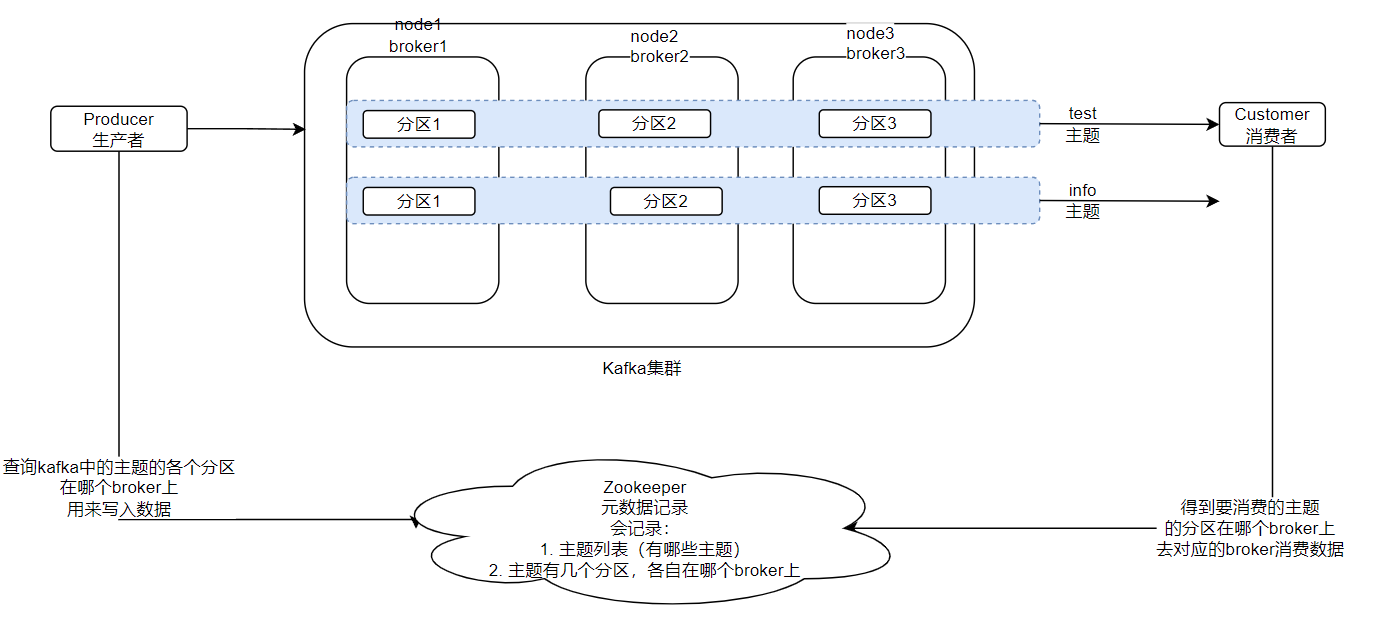 node1
broker1
node2
broker2
node3
broker3
Producer
生产者
分区1
分区2
分区3
test
主题
Customer
消费者
分区1
分区2
分区3
info
主题
Kafka集群
查询kafka中的主题的各个分区
在哪个broker上
用来写入数据
Zookeeper
元数据记录
会记录：
1. 主题列表（有哪些主题）
2. 主题有几个分区，各自在哪个broker上
得到要消费的主题
的分区在哪个broker上
去对应的broker消费数据